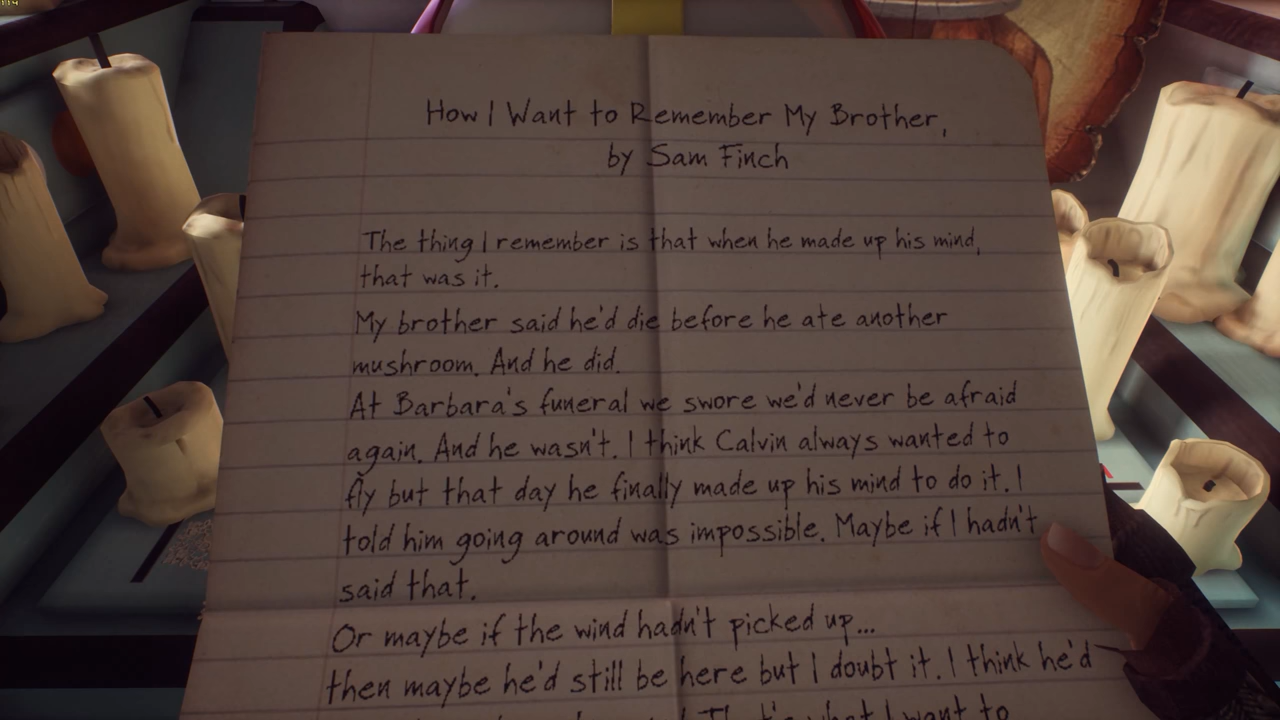 114
How I Want to Remember My Brother,
by Sam Finch
The thing I remember is that when he made up his mind,
that was it.
My brother said he'd die before he ate another
mushroom. And he did.
At Barbara's funeral we swore we'd never be afraid
again. And he wasn't. I think Calvin always wanted to
fly but that day he finally made up his mind to do it. I
told him going around was impossible. Maybe if I hadn't
said that.
Or maybe if the wind hadn't picked up...
then maybe he'd still be here but I doubt it. I think he'd
That's what I want to